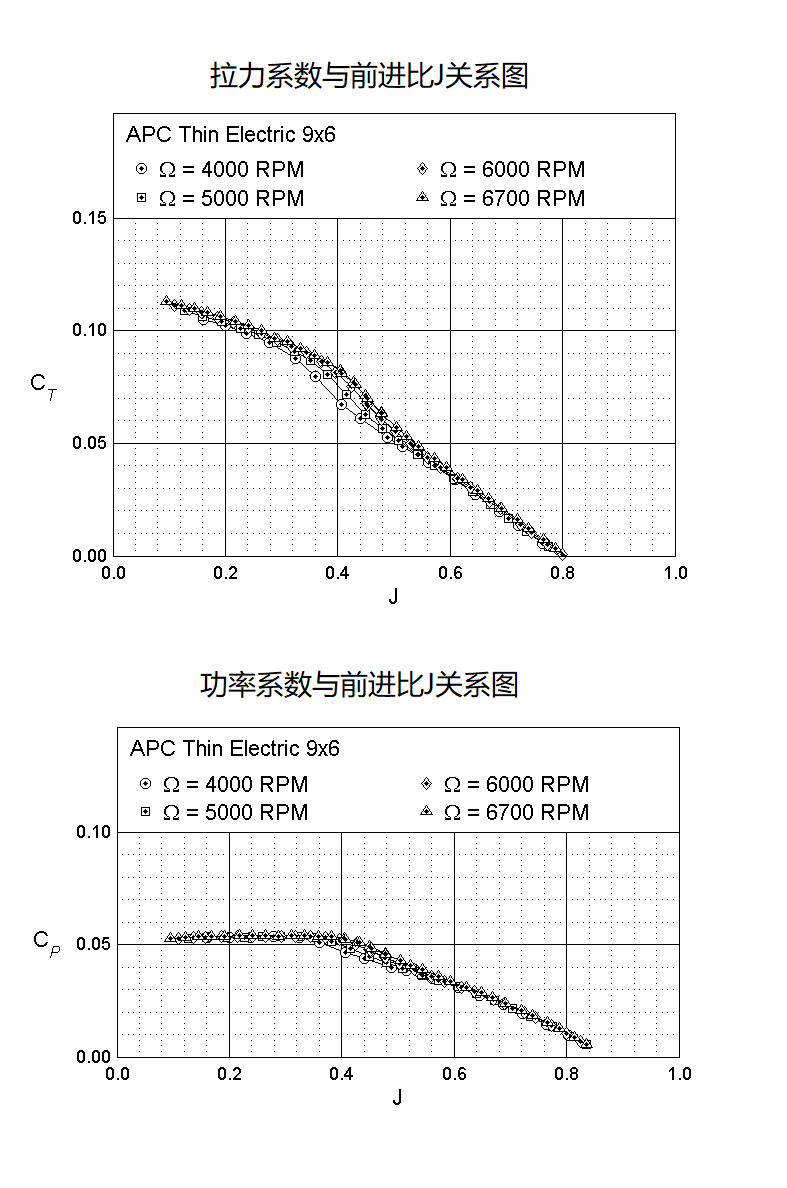 拉力系数与前进比J关系图
APC Thin Electric 9x6
Ω = 4000 RPM
Ω = 6000 RPM
Ω = 5000 RPM
Ω = 6700 RPM
0.15
0.10
C_T
0.05
0.00
0.0 0.2 0.4 0.6 0.8 1.0
J
功率系数与前进比J关系图
APC Thin Electric 9x6
Ω = 4000 RPM
Ω = 6000 RPM
Ω = 5000 RPM
Ω = 6700 RPM
0.10
C_P
0.05
0.00
0.0 0.2 0.4 0.6 0.8 1.0
J